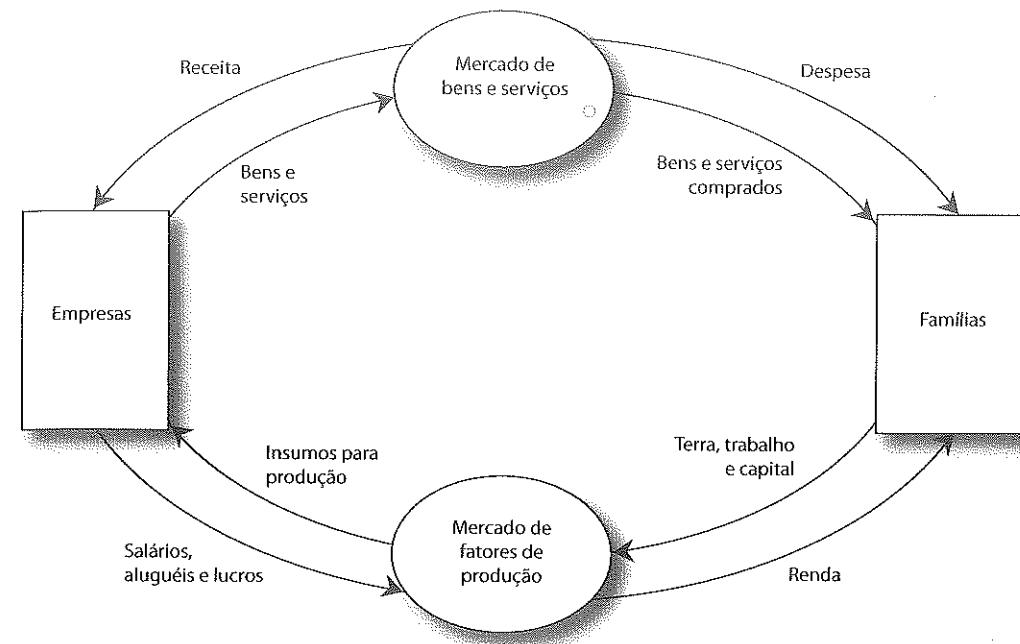 Mercado de
bens e serviços
Receita
Despesa
Bens e
serviços
Bens e serviços
comprados
Empresas
Famílias
Insumos para
produção
Terra, trabalho
e capital
Mercado de
fatores de
produção
Salários,
aluguéis e lucros
Renda